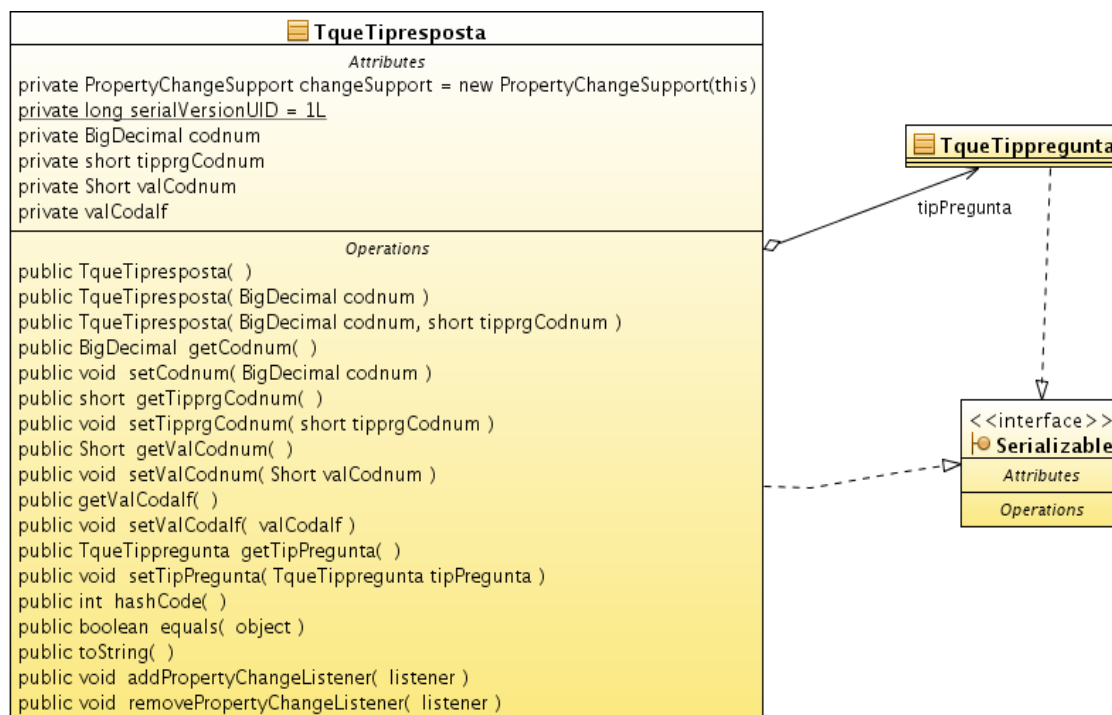 TqueTipresposta
Attributes
private PropertyChangeSupport changeSupport = new PropertyChangeSupport(this)
private long serialVersionUID = 1L
private BigDecimal codnum
private short tipprgCodnum
private Short valCodnum
private valCodalf
Operations
public TqueTipresposta( )
public TqueTipresposta( BigDecimal codnum )
public TqueTipresposta( BigDecimal codnum, short tipprgCodnum )
public BigDecimal getCodnum( )
public void setCodnum( BigDecimal codnum )
public short getTipprgCodnum( )
public void setTipprgCodnum( short tipprgCodnum )
public Short getValCodnum( )
public void setValCodnum( Short valCodnum )
public getValCodalf( )
public void setValCodalf( valCodalf )
public TqueTippregunta getTipPregunta( )
public void setTipPregunta( TqueTippregunta tipPregunta )
public int hashCode( )
public boolean equals( object )
public toString( )
public void addPropertyChangeListener( listener )
public void removePropertyChangeListener( listener )
TqueTippregunta
tipPregunta
<<interface>>
Serializable
Attributes
Operations